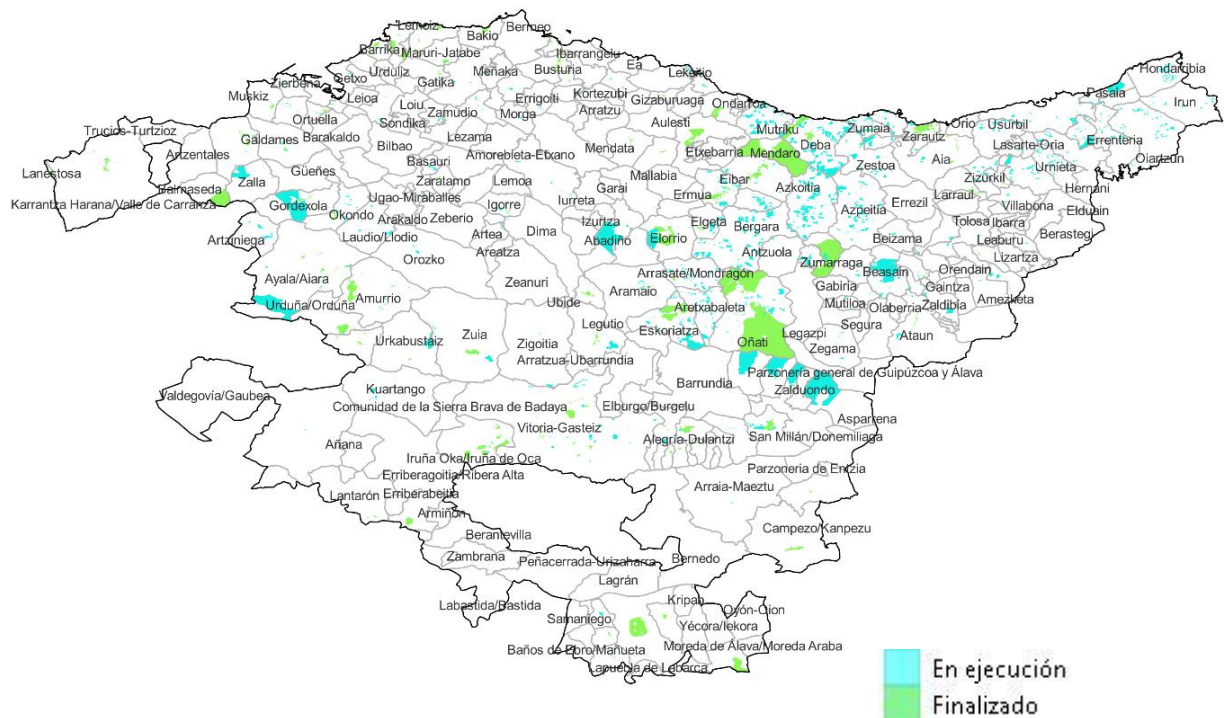 Lemoiz
Bermeo
Bakio
Barrika
Maruri-Jatabe
Ibarrangelu
Ea
Urduliz
Meñaka
Busturia
Lekeitio
Hondarribia
Zierbena
Getxo
Gatika
Pasaia
Muskiz
Leioa
Loiu
Errigoiti
Kortezubi
Gizaburuaga
Ondarroa
Irun
Ortuella
Sondika
Zamudio
Morga
Arratzu
Aulesti
Mutriku
Zumaia
Zarautz
Orio
Usurbil
Errenteria
Trucios-Turtzioz
Galdames
Barakaldo
Bilbao
Lezama
Mendata
Etxebarria
Mendaro
Deba
Lasarte-Oria
Urnieta
Oiartzun
Artzentales
Basauri
Amorebieta-Etxano
Zestoa
Aia
Zizurkil
Lanestosa
Zalla
Güeñes
Zaratamo
Lemoa
Garai
Mallabia
Eibar
Azkoitia
Larraul
Hernani
Balmaseda
Karrantza Harana/Valle de Carranza
Gordexola
Okondo
Ugao-Miraballes
Arakaldo
Zeberio
Igorre
Iurreta
Ermua
Azpeitia
Errezil
Villabona
Elduain
Artziniega
Laudio/Llodio
Artea
Dima
Izurtza
Abadiño
Elorrio
Elgeta
Bergara
Beizama
Tolosa
Ibarra
Leaburu
Berastegi
Orozko
Areatza
Antzuola
Zumarraga
Beasain
Orendain
Lizartza
Ayala/Aiara
Amurrio
Zeanuri
Aramaio
Arrasate/Mondragón
Gabiria
Gaintza
Amezketa
Urduña/Orduña
Ubide
Aretxabaleta
Mutiloa
Olaberria
Zaldibia
Legutio
Eskoriatza
Oñati
Legazpi
Segura
Ataun
Urkabustaiz
Zuia
Zigoitia
Arratzua-Ubarrundia
Zegama
Valdegovía/Gaubea
Kuartango
Barrundia
Parzonería general de Guipúzcoa y Álava
Zalduondo
Comunidad de la Sierra Brava de Badaya
Elburgo/Burgelu
Asparrena
Añana
Vitoria-Gasteiz
Alegría-Dulantzi
San Millán/Donemiliaga
Iruña Oka/Iruña de Oca
Erriberagoitia/Ribera Alta
Parzoneria de Entzia
Lantarón
Erriberabeitia
Arraia-Maeztu
Armiñón
Campezo/Kanpezu
Berantevilla
Zambrana
Peñacerrada-Urizaharra
Bernedo
Lagrán
Labastida/Bastida
Kripan
Oyón-Oion
Samaniego
Yécora/Iekora
Baños de Ebro/Mañueta
Moreda de Álava/Moreda Araba
Lapuebla de Labarca
En ejecución
Finalizado